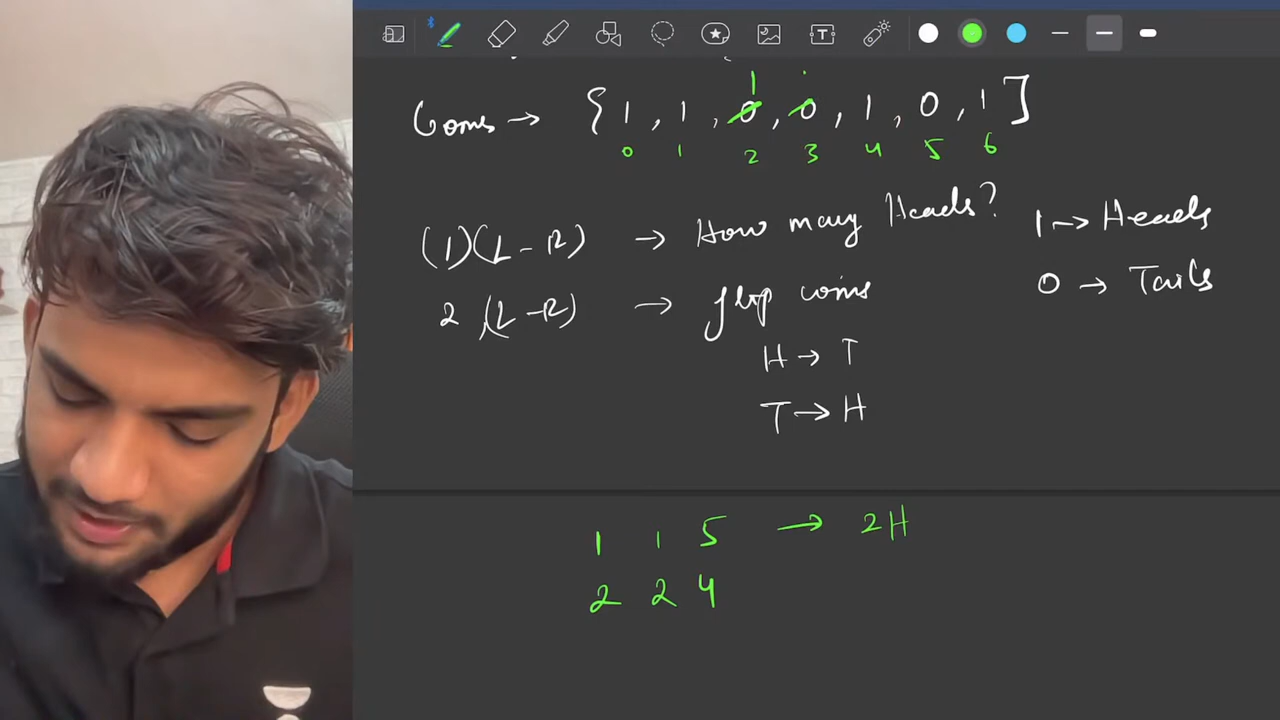 1
Coins → {1, 1, 0, 0, 1, 0, 1]
0 1 2 3 4 5 6
(1)(L-R) → How many Heads?
1 → Heads
2 (L-R) → flip coins
0 → Tails
H → T
T → H
1 1 5 → 2H
2 2 4